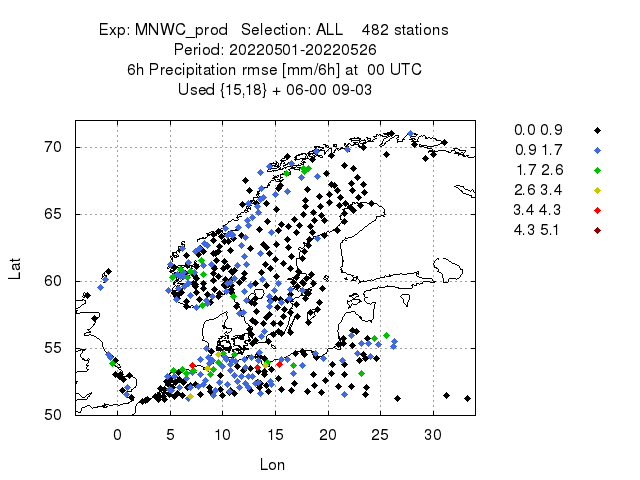 Exp: MNWC_prod   Selection: ALL    482 stations
Period: 20220501-20220526
6h Precipitation rmse [mm/6h] at  00 UTC
Used {15,18} + 06-00 09-03
0.0 0.9
0.9 1.7
1.7 2.6
2.6 3.4
3.4 4.3
4.3 5.1
70
65
60
55
50
Lat
0 5 10 15 20 25 30
Lon